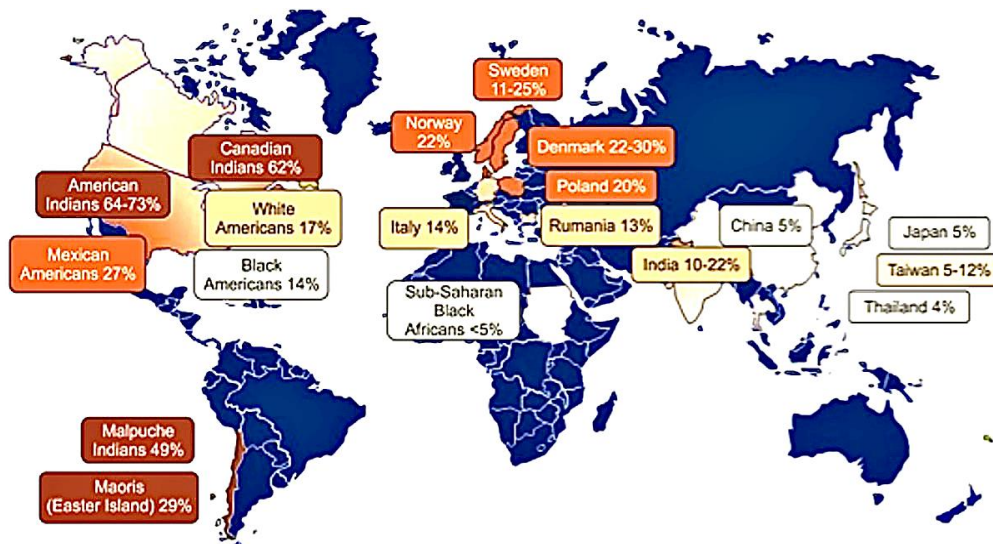 Sweden
11-25%
Norway
22%
Denmark 22-30%
Poland 20%
Italy 14%
Rumania 13%
Canadian
Indians 62%
American
Indians 64-73%
White
Americans 17%
Mexican
Americans 27%
Black
Americans 14%
Sub-Saharan
Black
Africans <5%
India 10-22%
China 5%
Japan 5%
Taiwan 5-12%
Thailand 4%
Malpuche
Indians 49%
Maoris
(Easter Island) 29%